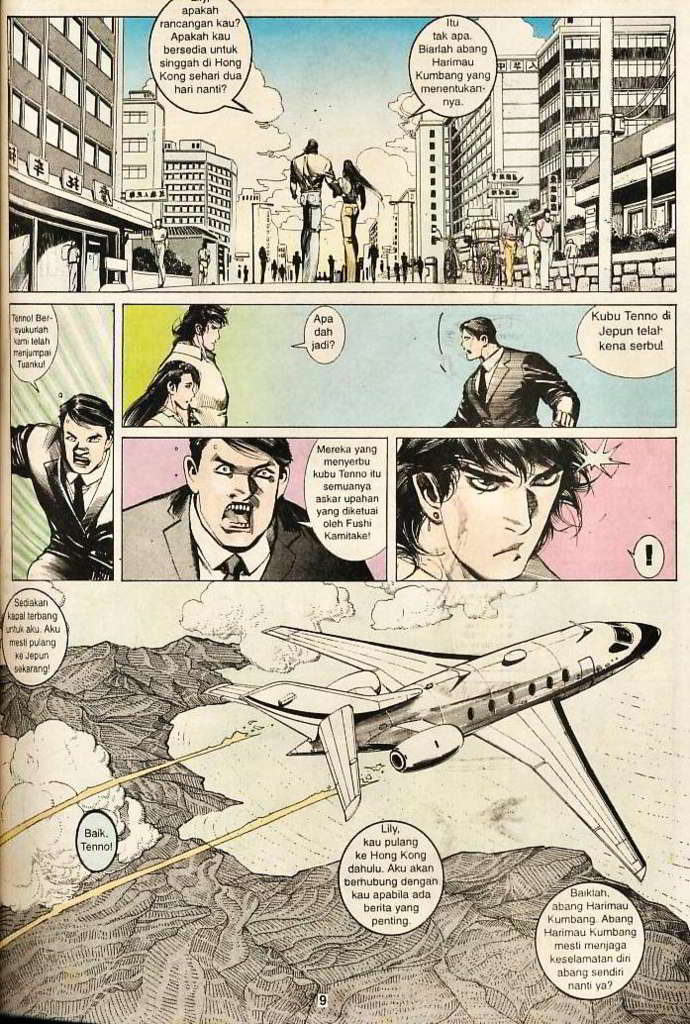 Lily,
apakah
rancangan kau?
Apakah kau
bersedia untuk
singgah di Hong
Kong sehari dua
hari nanti?
Itu
tak apa.
Biarlah abang
Harimau
Kumbang yang
menentukan-
nya.
Tenno! Ber-
syukurlah
kami telah
menjumpai
Tuanku!
Apa
dah
jadi?
Kubu Tenno di
Jepun telah
kena serbu!
Mereka yang
menyerbu
kubu Tenno itu
semuanya
askar upahan
yang diketuai
oleh Fushi
Kamitake!
!
Sediakan
kapal terbang
untuk aku. Aku
mesti pulang
ke Jepun
sekarang!
Baik,
Tenno!
Lily,
kau pulang
ke Hong Kong
dahulu. Aku akan
berhubung dengan
kau apabila ada
berita yang
penting.
Baiklah,
abang Harimau
Kumbang. Abang
Harimau Kumbang
mesti menjaga
keselamatan diri
abang sendiri
nanti ya?
9